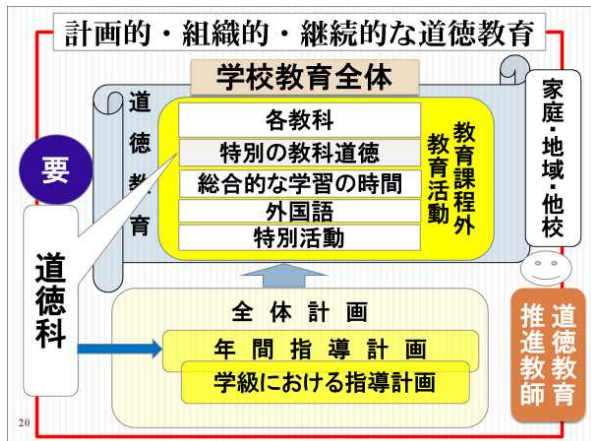 計画的・組織的・継続的な道徳教育
学校教育全体
道徳教育
各教科
特別の教科道徳
総合的な学習の時間
外国語
特別活動
教育課程外
教育活動
家庭・地域・他校
要
道徳科
全体計画
年間指導計画
学級における指導計画
道徳教育
推進教師
20